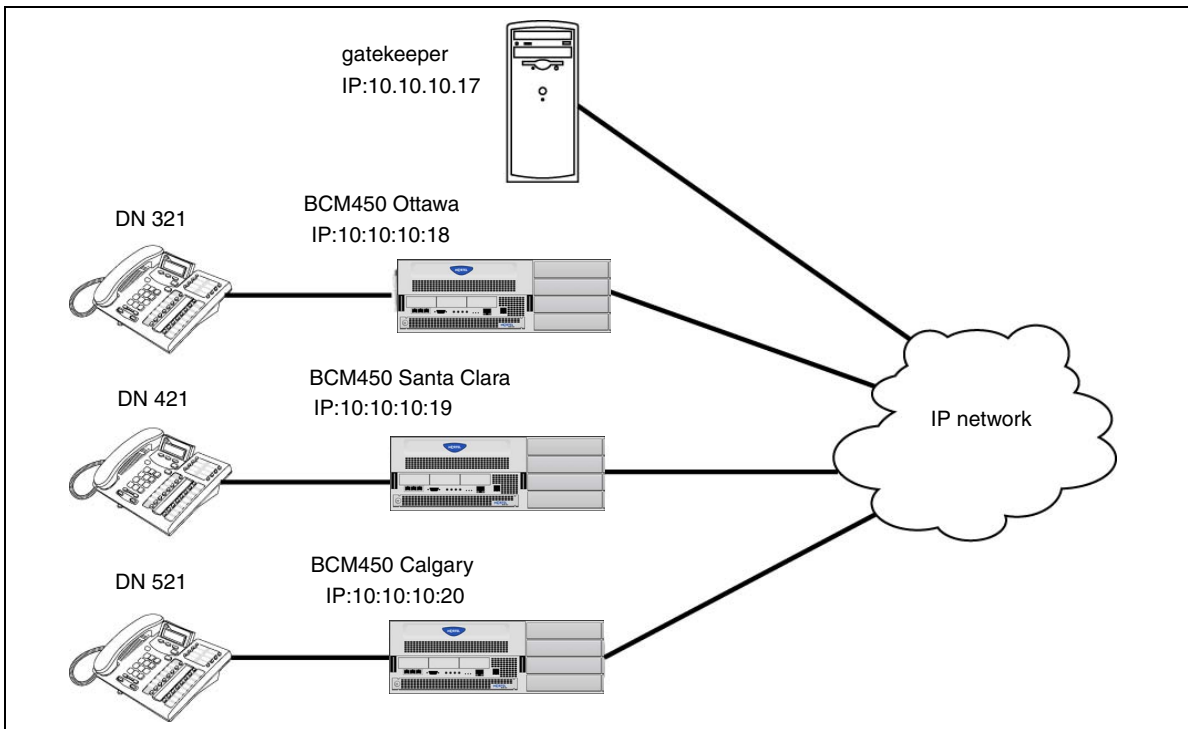 gatekeeper
IP:10.10.10.17
BCM450 Ottawa
IP:10:10:10:18
DN 321
BCM450 Santa Clara
IP:10:10:10:19
DN 421
IP network
BCM450 Calgary
IP:10:10:10:20
DN 521